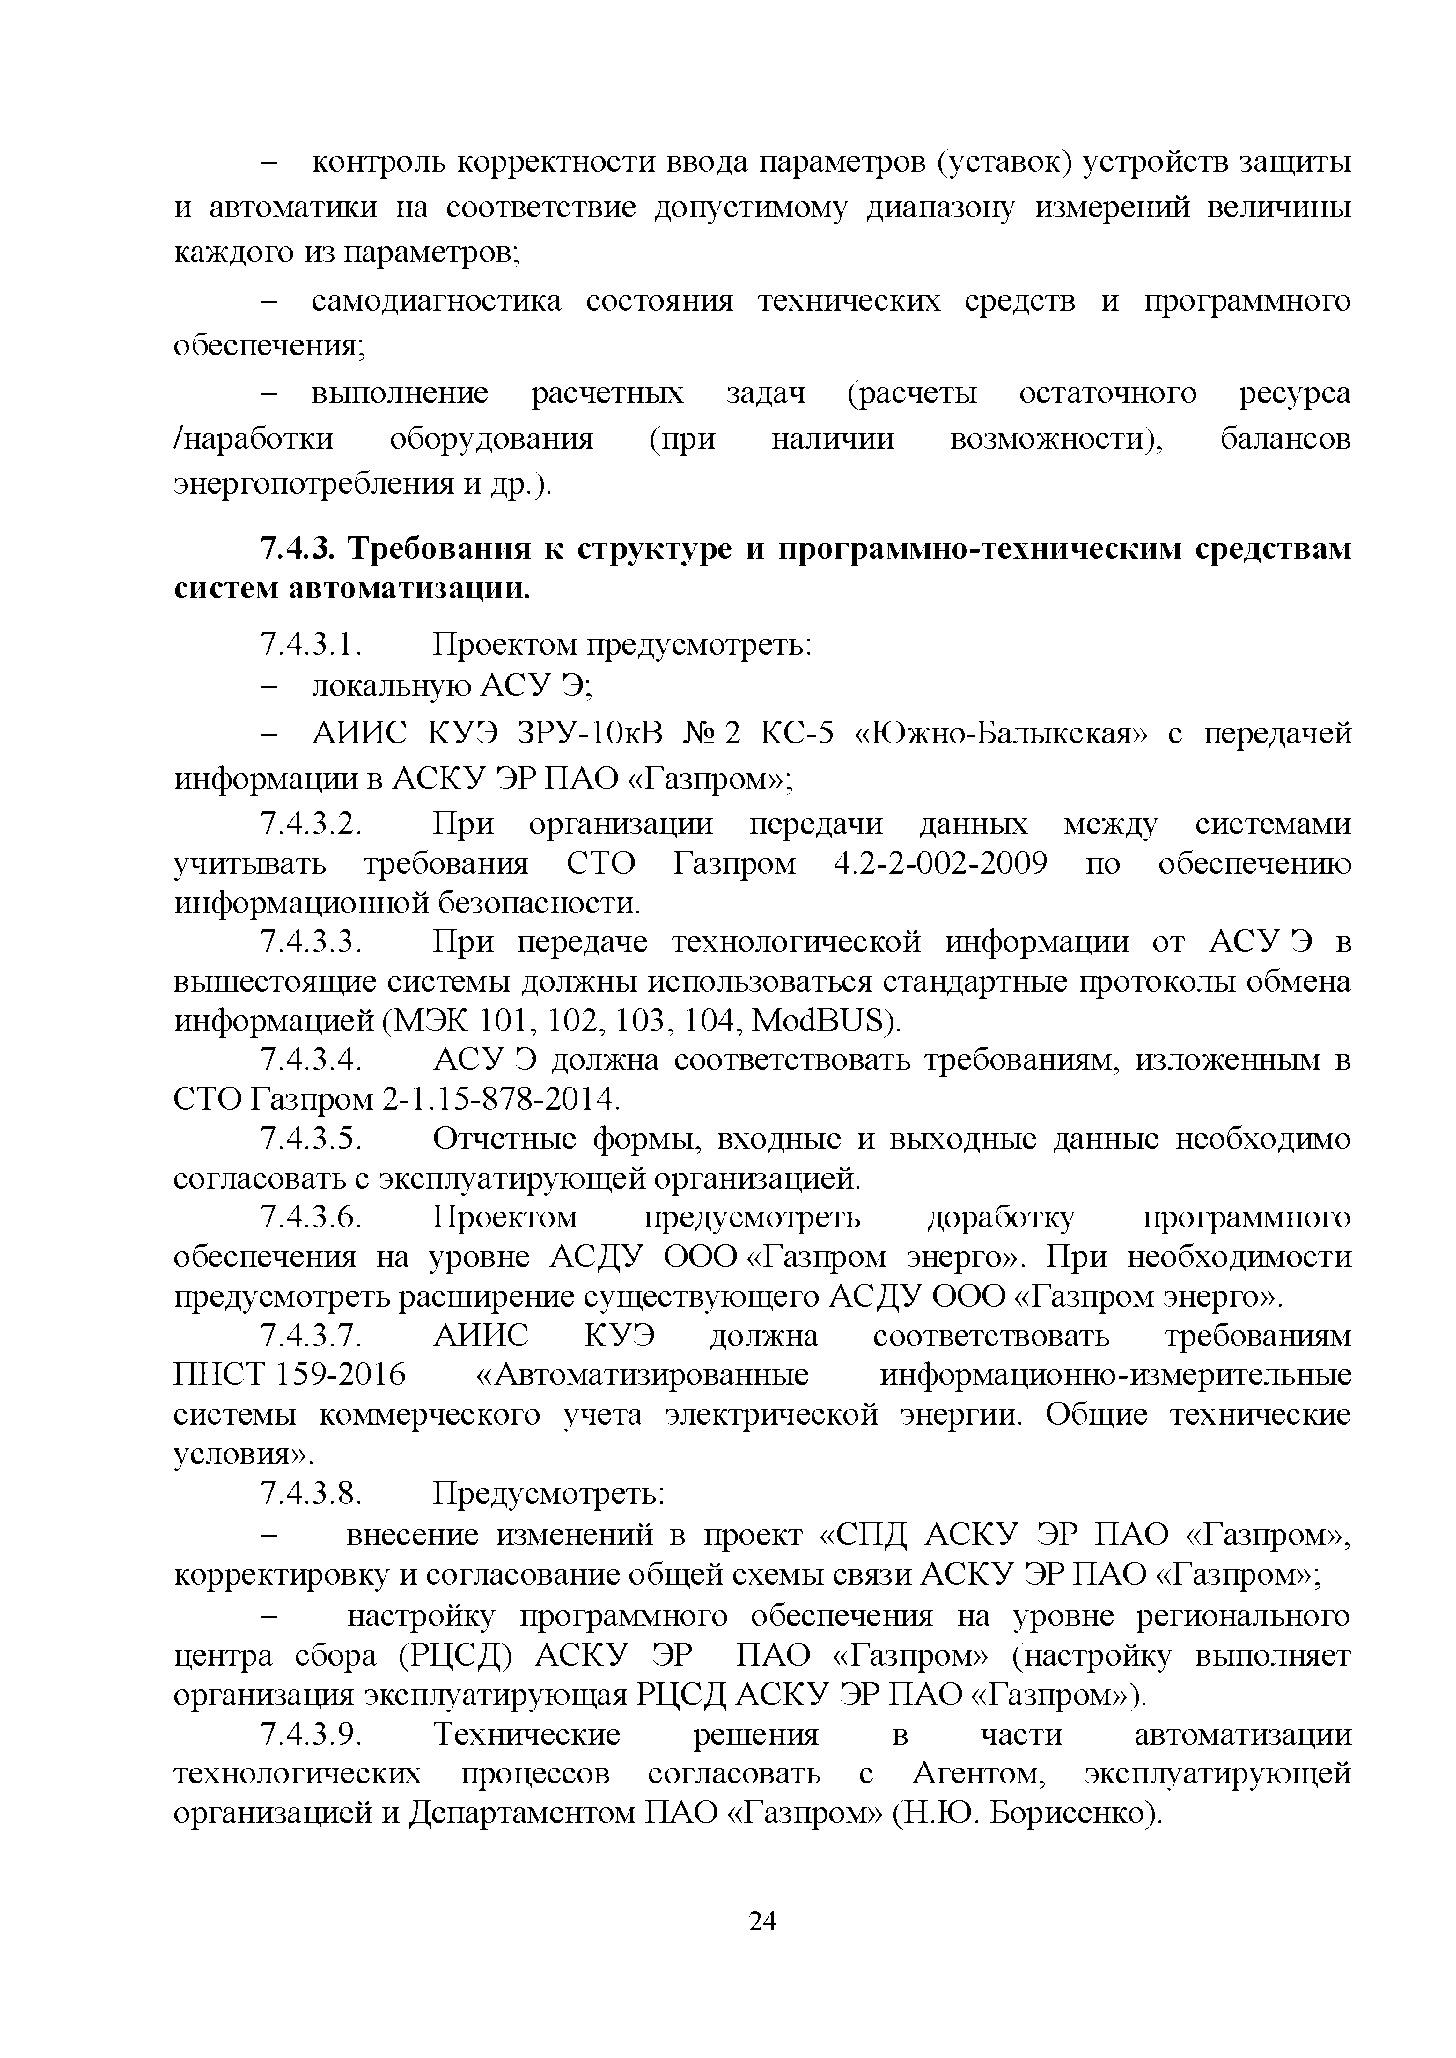 – контроль корректности ввода параметров (уставок) устройств защиты
и автоматики на соответствие допустимому диапазону измерений величины
каждого из параметров;
– самодиагностика состояния технических средств и программного
обеспечения;
– выполнение расчетных задач (расчеты остаточного ресурса
/наработки оборудования (при наличии возможности), балансов
энергопотребления и др.).
7.4.3. Требования к структуре и программно-техническим средствам
систем автоматизации.
7.4.3.1. Проектом предусмотреть:
– локальную АСУ Э;
– АИИС КУЭ ЗРУ-10кВ № 2 КС-5 «Южно-Балыкская» с передачей
информации в АСКУ ЭР ПАО «Газпром»;
7.4.3.2. При организации передачи данных между системами
учитывать требования СТО Газпром 4.2-2-002-2009 по обеспечению
информационной безопасности.
7.4.3.3. При передаче технологической информации от АСУ Э в
вышестоящие системы должны использоваться стандартные протоколы обмена
информацией (МЭК 101, 102, 103, 104, ModBUS).
7.4.3.4. АСУ Э должна соответствовать требованиям, изложенным в
СТО Газпром 2-1.15-878-2014.
7.4.3.5. Отчетные формы, входные и выходные данные необходимо
согласовать с эксплуатирующей организацией.
7.4.3.6. Проектом предусмотреть доработку программного
обеспечения на уровне АСДУ ООО «Газпром энерго». При необходимости
предусмотреть расширение существующего АСДУ ООО «Газпром энерго».
7.4.3.7. АИИС КУЭ должна соответствовать требованиям
ПНСТ 159-2016 «Автоматизированные информационно-измерительные
системы коммерческого учета электрической энергии. Общие технические
условия».
7.4.3.8. Предусмотреть:
– внесение изменений в проект «СПД АСКУ ЭР ПАО «Газпром»,
корректировку и согласование общей схемы связи АСКУ ЭР ПАО «Газпром»;
– настройку программного обеспечения на уровне регионального
центра сбора (РЦСД) АСКУ ЭР ПАО «Газпром» (настройку выполняет
организация эксплуатирующая РЦСД АСКУ ЭР ПАО «Газпром»).
7.4.3.9. Технические решения в части автоматизации
технологических процессов согласовать с Агентом, эксплуатирующей
организацией и Департаментом ПАО «Газпром» (Н.Ю. Борисенко).
24